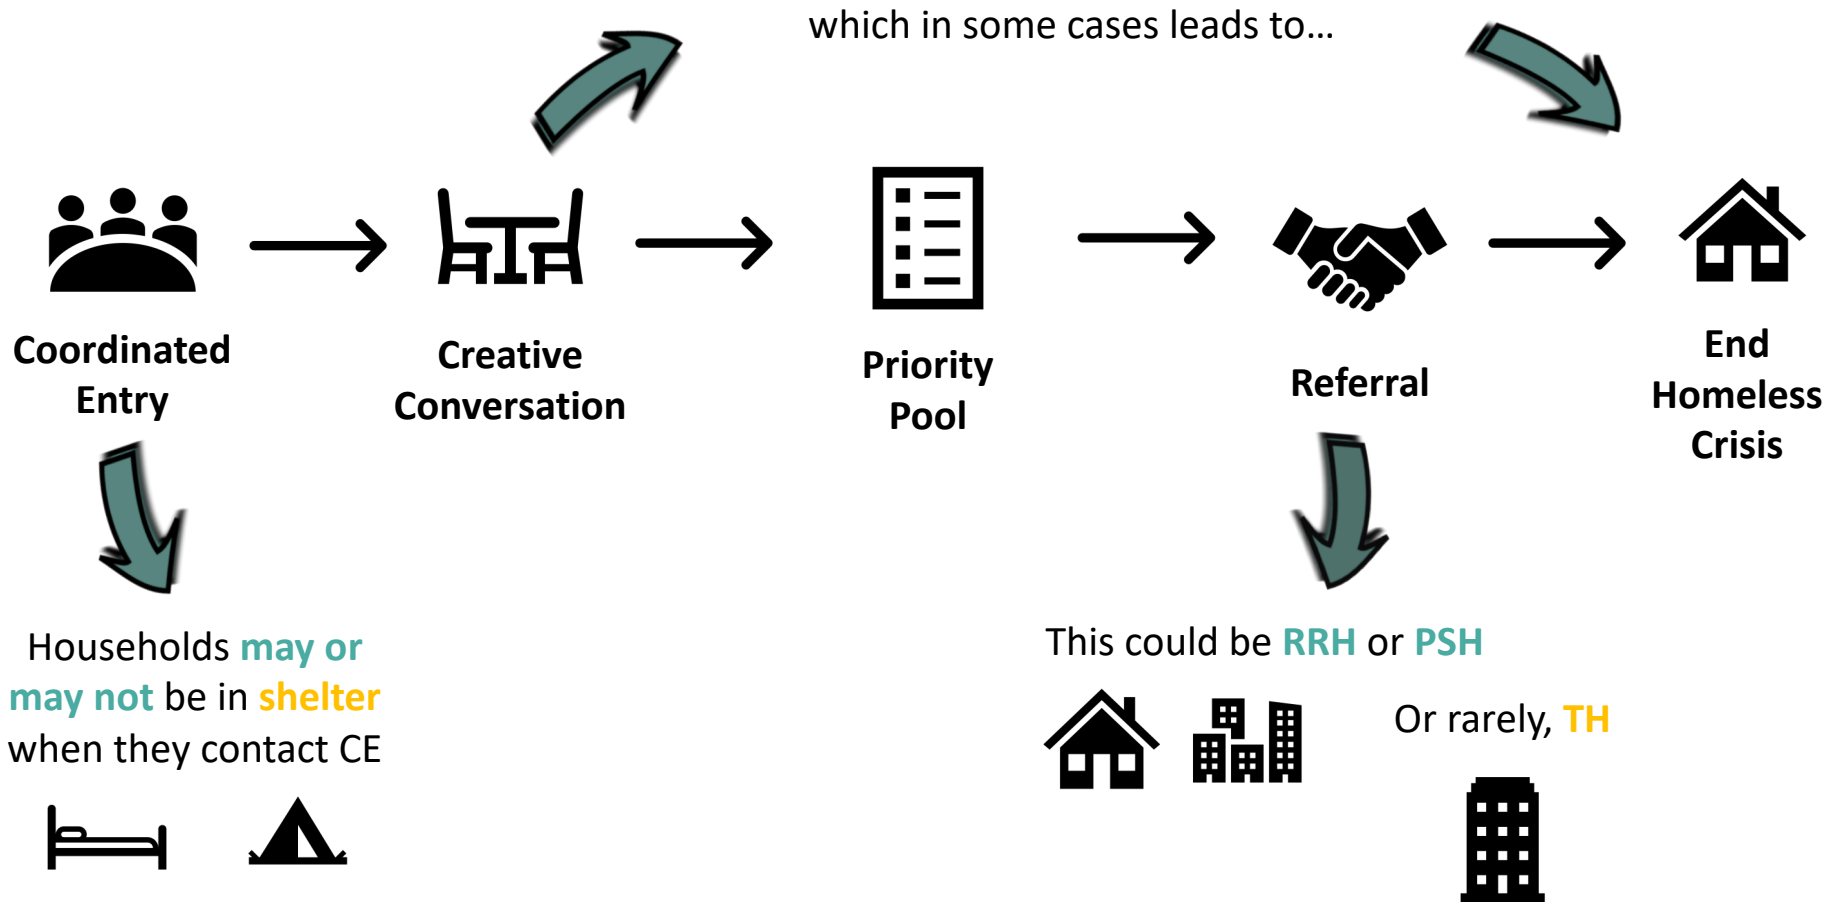 which in some cases leads to…
Coordinated
Entry
Creative
Conversation
Priority
Pool
Referral
End
Homeless
Crisis
Households may or
may not be in shelter
when they contact CE
This could be RRH or PSH
Or rarely, TH